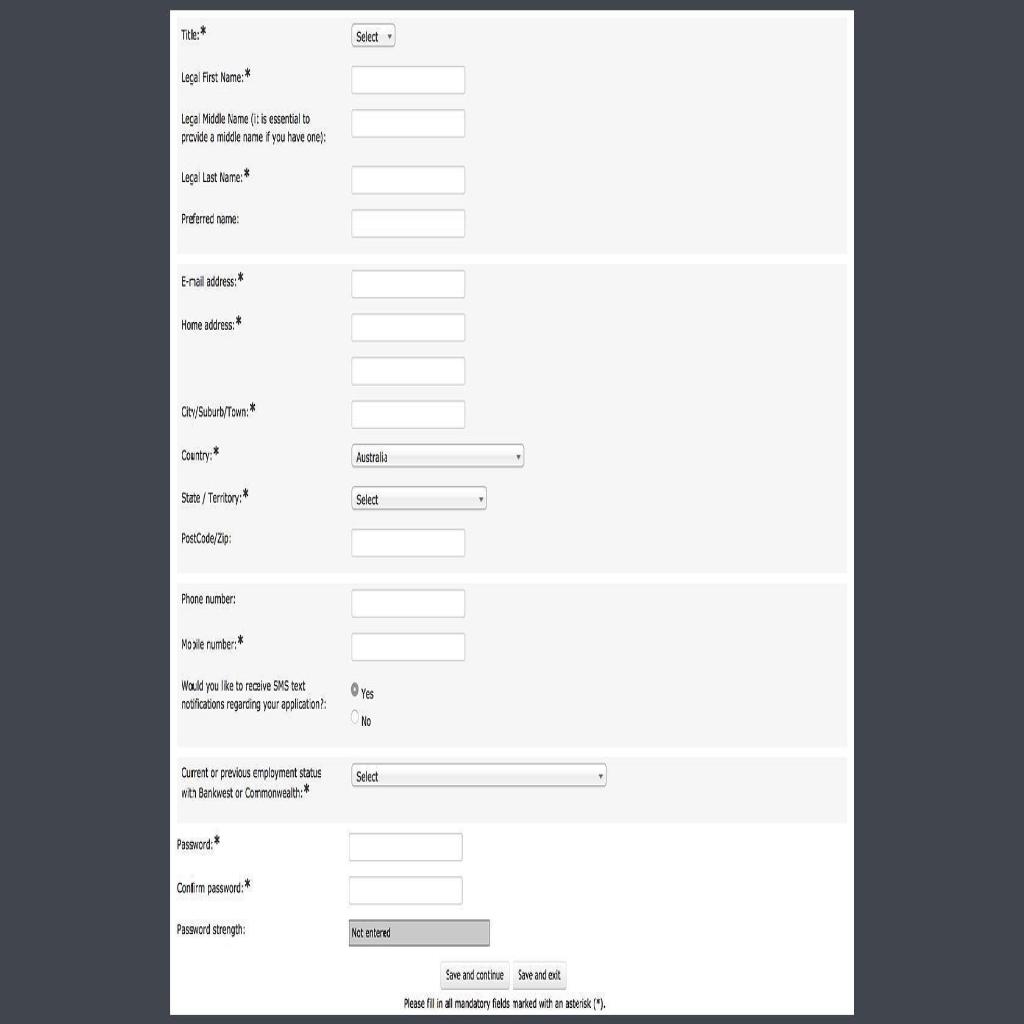 Title:* Select
Legal First Name:*
Legal Middle Name (it is essential to
provide a middle name if you have one):
Legal Last Name:*
Preferred name:
E-mail address:*
Home address:*
City/Suburb/Town:*
Country:* Australia
State / Territory:* Select
PostCode/Zip:
Phone number:
Mobile number:*
Would you like to receive SMS text
notifications regarding your application?:
Yes
No
Current or previous employment status
with Bankwest or Commonwealth:*
Select
Password:*
Confirm password:*
Password strength: Not entered
Save and continue Save and exit
Please fill in all mandatory fields marked with an asterisk (*).